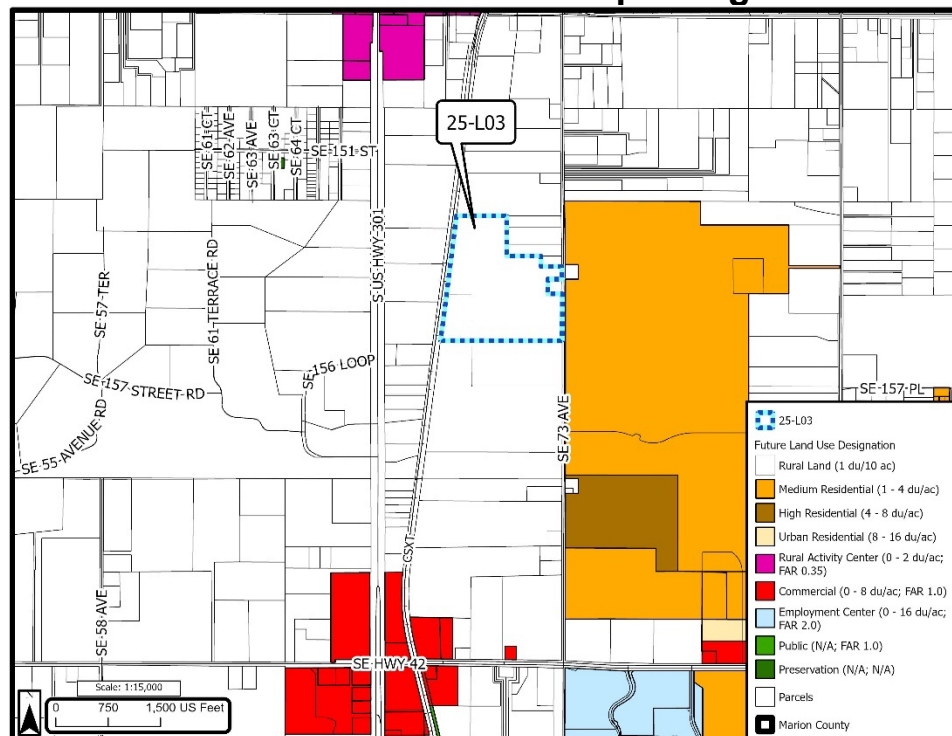 25-L03
SE 61 CT
SE 62 AVE
SE 63 AVE
SE 63 CT
SE 64 CT
SE 151 ST
S US HWY 301
SE 57 TER
SE 61 TERRACE RD
SE 156 LOOP
SE 157 STREET RD
SE 55 AVENUE RD
SE 73 AVE
SE 157 PL
CSXT
SE 58 AVE
SE HWY 42
Scale: 1:15,000
0 750 1,500 US Feet
25-L03
Future Land Use Designation
Rural Land (1 du/10 ac)
Medium Residential (1 - 4 du/ac)
High Residential (4 - 8 du/ac)
Urban Residential (8 - 16 du/ac)
Rural Activity Center (0 - 2 du/ac;
FAR 0.35)
Commercial (0 - 8 du/ac; FAR 1.0)
Employment Center (0 - 16 du/ac;
FAR 2.0)
Public (N/A; FAR 1.0)
Preservation (N/A; N/A)
Parcels
Marion County